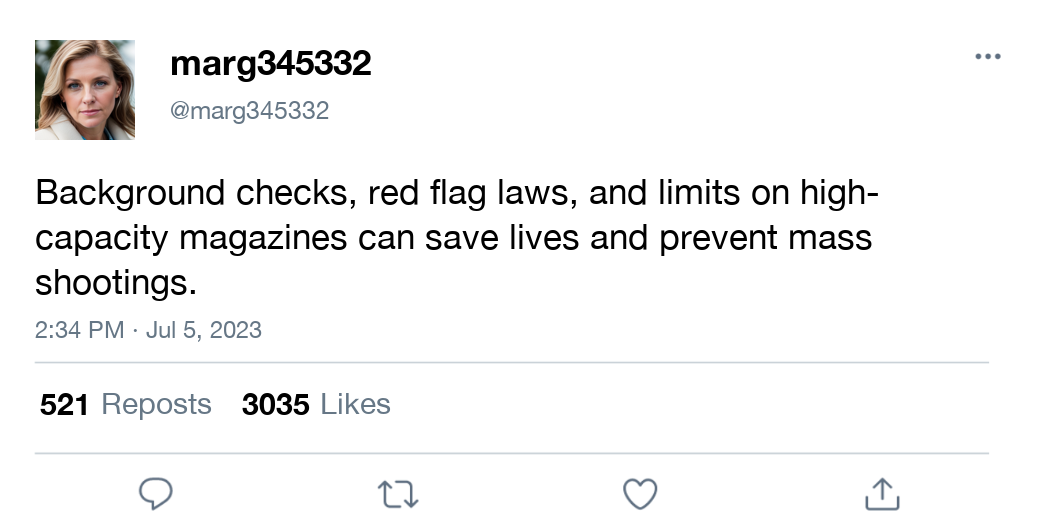 marg345332
@marg345332
Background checks, red flag laws, and limits on high-
capacity magazines can save lives and prevent mass
shootings.
2:34 PM · Jul 5, 2023
521 Reposts 3035 Likes